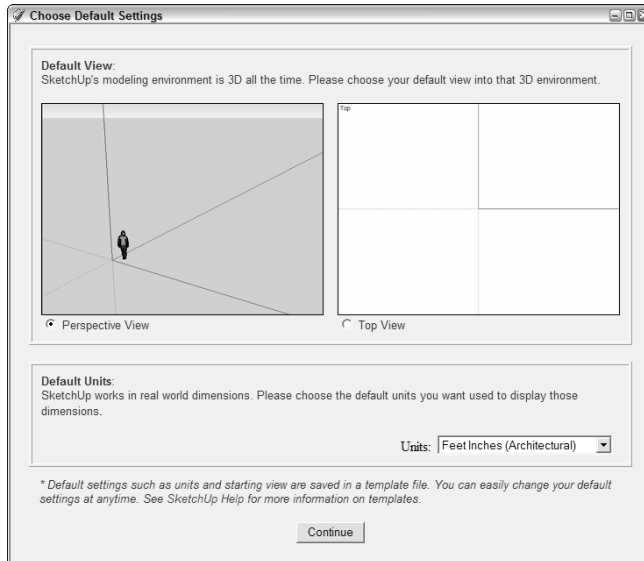 Choose Default Settings
Default View:
SketchUp's modeling environment is 3D all the time. Please choose your default view into that 3D environment.
Top
Perspective View
Top View
Default Units:
SketchUp works in real world dimensions. Please choose the default units you want used to display those
dimensions.
Units: Feet Inches (Architectural)
* Default settings such as units and starting view are saved in a template file. You can easily change your default
settings at anytime. See SketchUp Help for more information on templates.
Continue